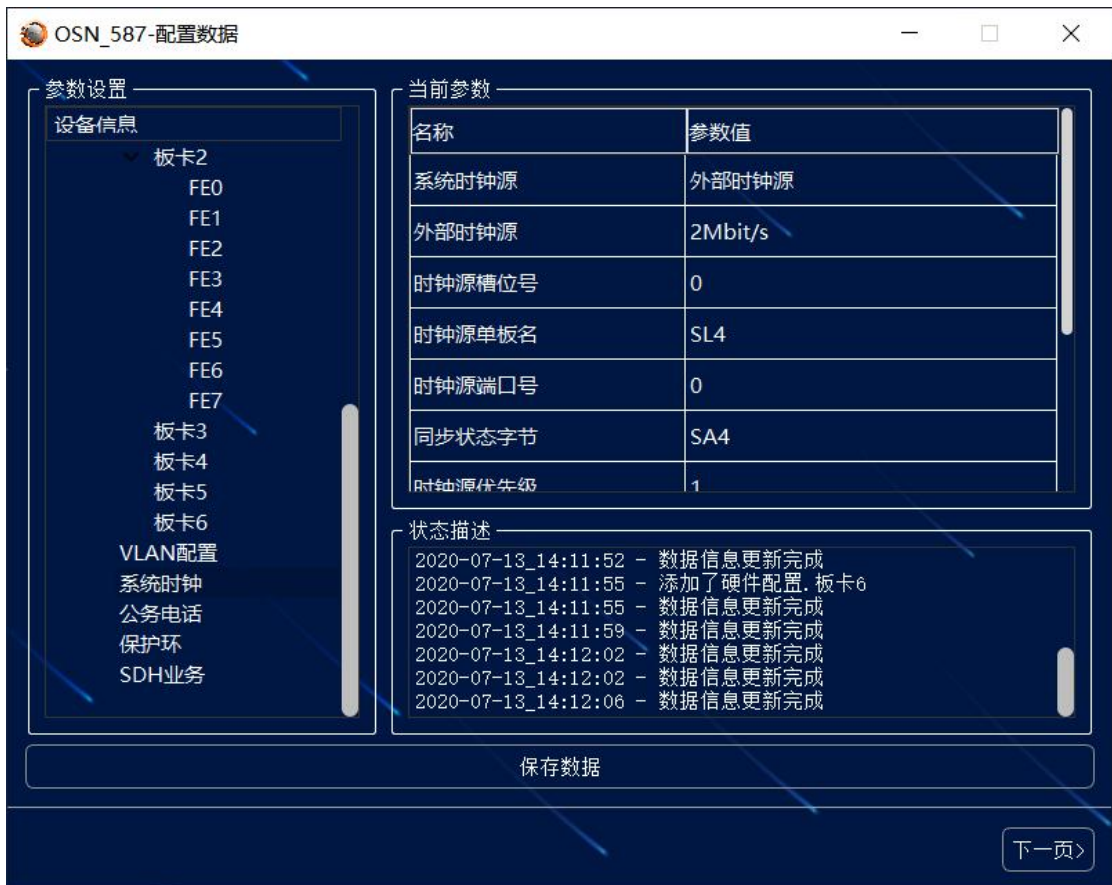 OSN_587-配置数据
参数设置
设备信息
板卡2
FE0
FE1
FE2
FE3
FE4
FE5
FE6
FE7
板卡3
板卡4
板卡5
板卡6
VLAN配置
系统时钟
公务电话
保护环
SDH业务
当前参数
名称 参数值
系统时钟源 外部时钟源
外部时钟源 2Mbit/s
时钟源槽位号 0
时钟源单板名 SL4
时钟源端口号 0
同步状态字节 SA4
时钟源优先级 1
状态描述
2020-07-13_14:11:52 - 数据信息更新完成
2020-07-13_14:11:55 - 添加了硬件配置.板卡6
2020-07-13_14:11:55 - 数据信息更新完成
2020-07-13_14:11:59 - 数据信息更新完成
2020-07-13_14:12:02 - 数据信息更新完成
2020-07-13_14:12:02 - 数据信息更新完成
2020-07-13_14:12:06 - 数据信息更新完成
保存数据
下一页>